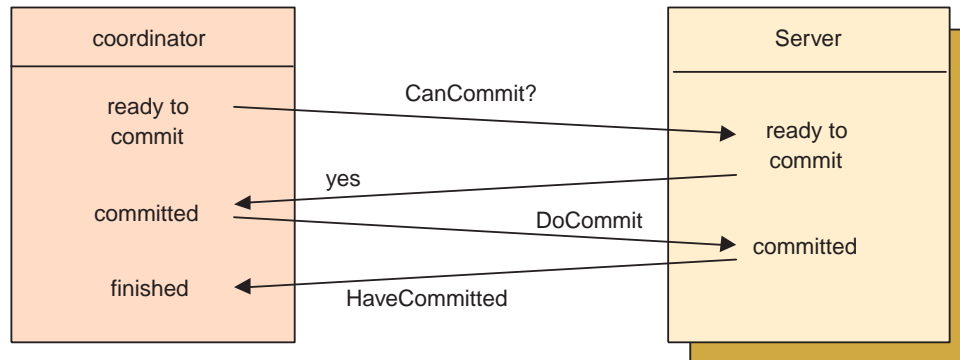 coordinator
Server
CanCommit?
ready to
commit
ready to
commit
yes
committed
DoCommit
committed
finished
HaveCommitted